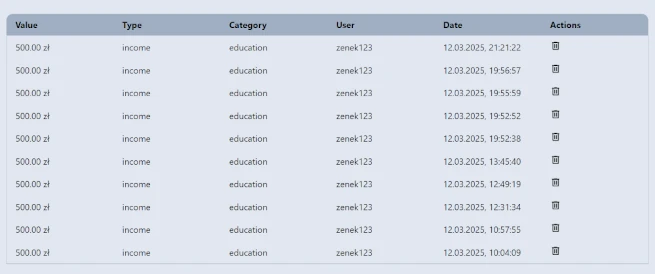 Value Type Category User Date Actions
500.00 zł income education zenek123 12.03.2025, 21:21:22
500.00 zł income education zenek123 12.03.2025, 19:56:57
500.00 zł income education zenek123 12.03.2025, 19:55:59
500.00 zł income education zenek123 12.03.2025, 19:52:52
500.00 zł income education zenek123 12.03.2025, 19:52:38
500.00 zł income education zenek123 12.03.2025, 13:45:40
500.00 zł income education zenek123 12.03.2025, 12:49:19
500.00 zł income education zenek123 12.03.2025, 12:31:34
500.00 zł income education zenek123 12.03.2025, 10:57:55
500.00 zł income education zenek123 12.03.2025, 10:04:09